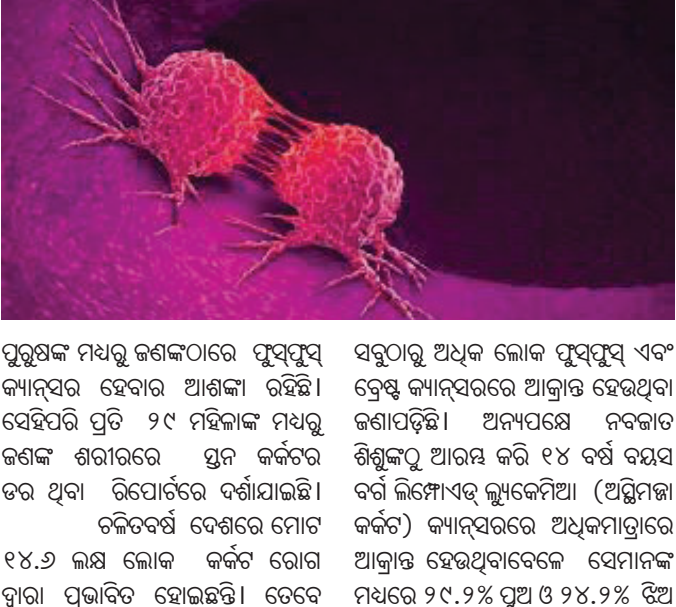 ପୁରୁଷଙ୍କ ମଧ୍ୟରୁ ଜଣଙ୍କଠାରେ ଫୁସ୍‌ଫୁସ୍
କ୍ୟାନ୍‌ସର ହେବାର ଆଶଙ୍କା ରହିଛି।
ସେହିପରି ପ୍ରତି ୨୯ ମହିଳାଙ୍କ ମଧ୍ୟରୁ
ଜଣଙ୍କ ଶରୀରରେ ସ୍ତନ କର୍କଟର
ଡର ଥିବା ରିପୋର୍ଟରେ ଦର୍ଶାଯାଇଛି।
ଚଳିତବର୍ଷ ଦେଶରେ ମୋଟ
୧୪.୬ ଲକ୍ଷ ଲୋକ କର୍କଟ ରୋଗ
ଦ୍ୱାରା ପ୍ରଭାବିତ ହୋଇଛନ୍ତି। ତେବେ
ସବୁଠାରୁ ଅଧିକ ଲୋକ ଫୁସ୍‌ଫୁସ୍ ଏବଂ
ବ୍ରେଷ୍ଟ କ୍ୟାନ୍‌ସରରେ ଆକ୍ରାନ୍ତ ହେଉଥିବା
ଜଣାପଡ଼ିଛି। ଅନ୍ୟପକ୍ଷେ ନବଜାତ
ଶିଶୁଙ୍କଠୁ ଆରମ୍ଭ କରି ୧୪ ବର୍ଷ ବୟସ
ବର୍ଗ ଲିମ୍ଫୋଏଡ୍ ଲ୍ୟୁକେମିଆ (ଅସ୍ଥିମଜ୍ଜା
କର୍କଟ) କ୍ୟାନ୍‌ସରରେ ଅଧିକମାତ୍ରାରେ
ଆକ୍ରାନ୍ତ ହେଉଥିବାବେଳେ ସେମାନଙ୍କ
ମଧ୍ୟରେ ୨୯.୨% ପୁଅ ଓ ୨୪.୨% ଝିଅ